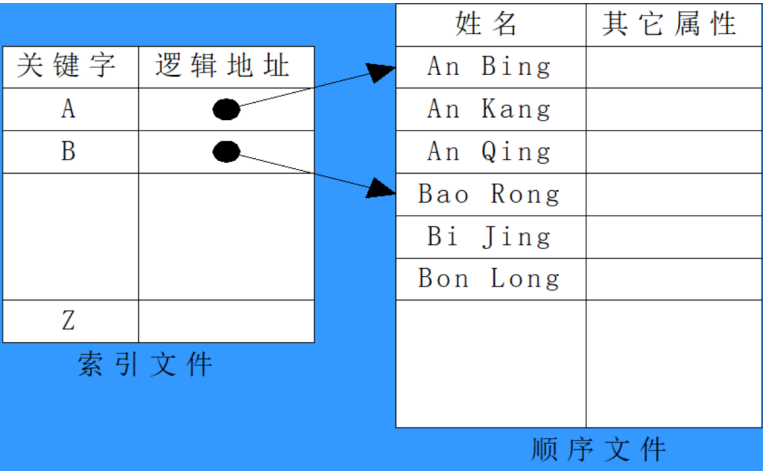 关键字 逻辑地址
A
B
Z
索引文件
姓名 其它属性
An Bing
An Kang
An Qing
Bao Rong
Bi Jing
Bon Long
顺序文件